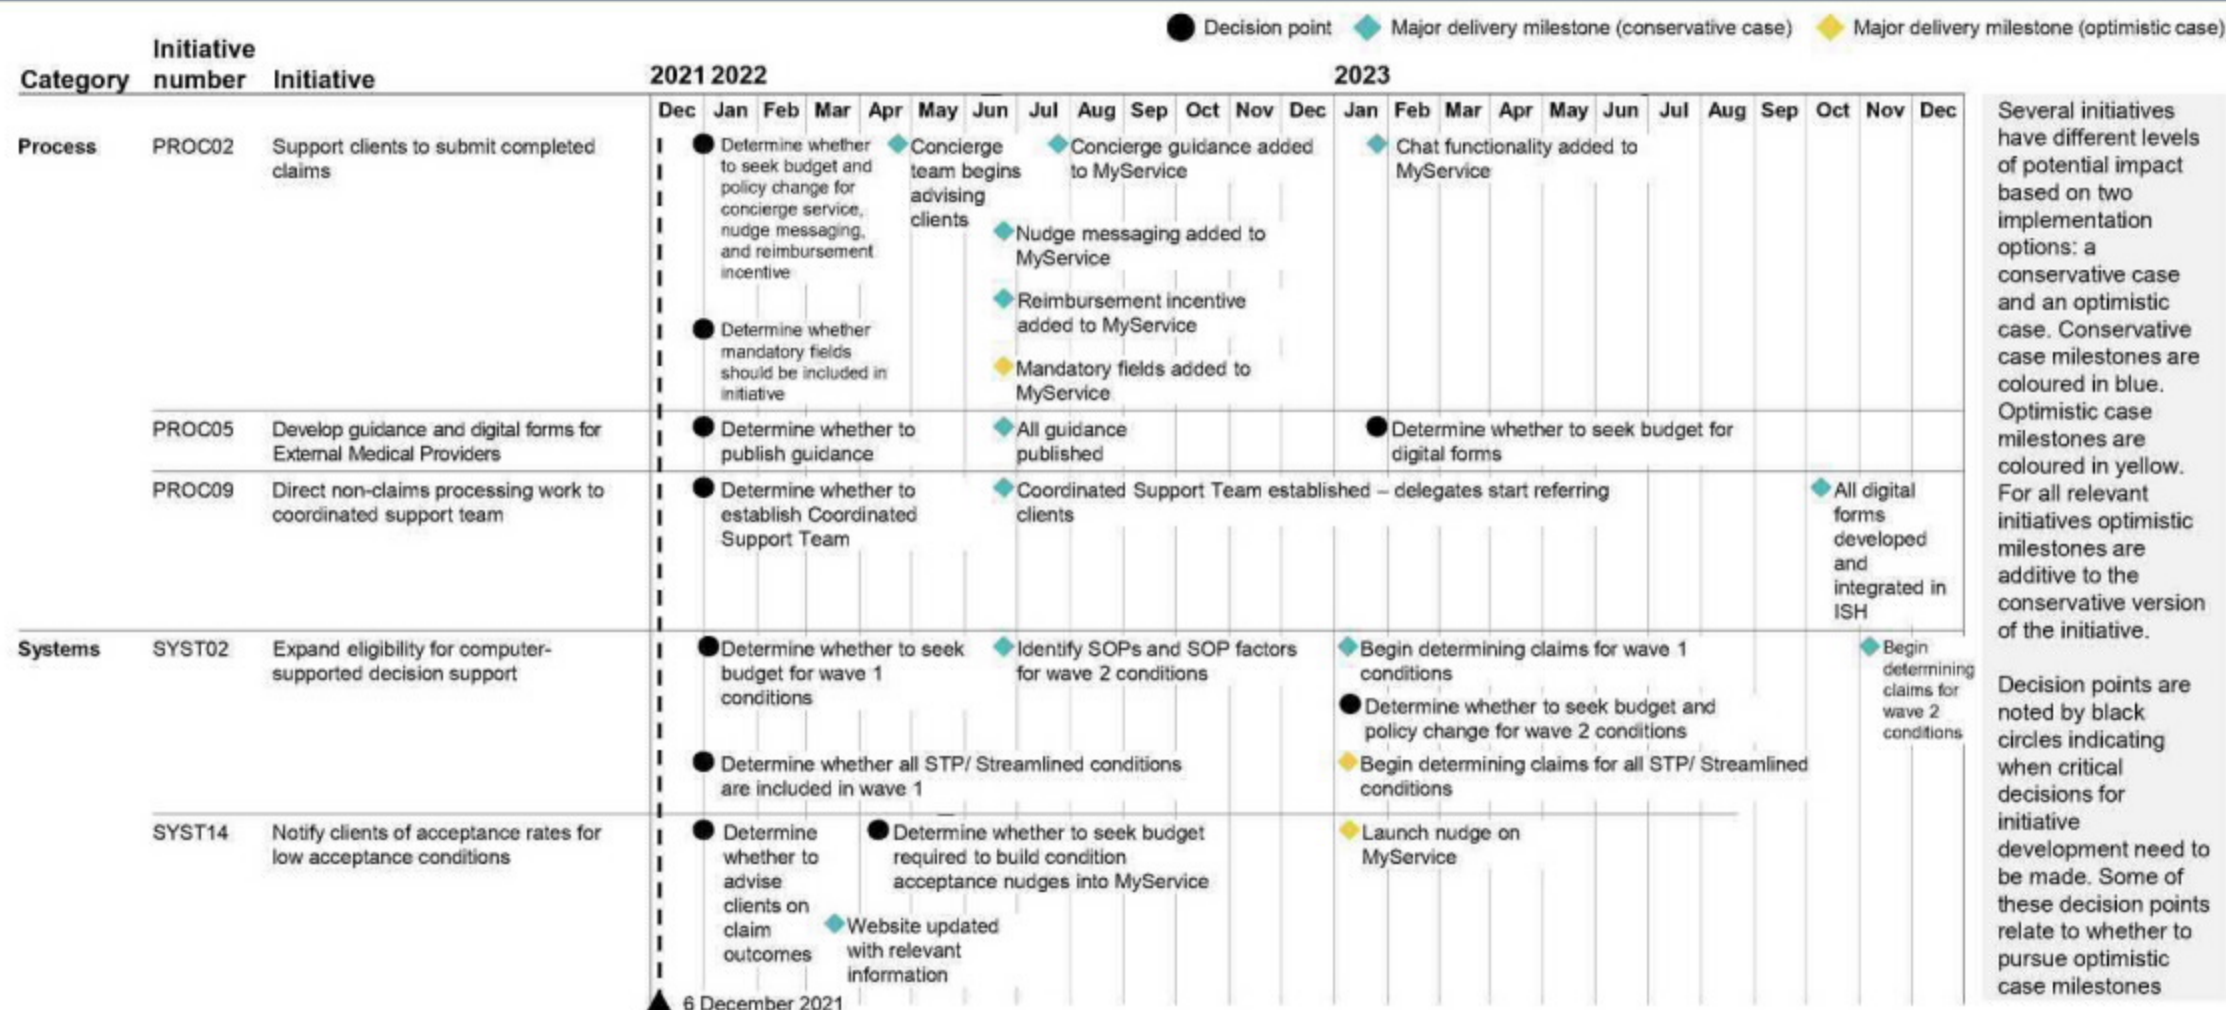 Decision point
Major delivery milestone (conservative case)
Major delivery milestone (optimistic case)
Category
Initiative
number
Initiative
2021 2022
2023
Dec Jan Feb Mar Apr May Jun Jul Aug Sep Oct Nov Dec Jan Feb Mar Apr May Jun Jul Aug Sep Oct Nov Dec
Process
PROC02
Support clients to submit completed
claims
Determine whether
to seek budget and
policy change for
concierge service,
nudge messaging,
and reimbursement
incentive
Concierge
team begins
advising
clients
Concierge guidance added
to MyService
Chat functionality added to
MyService
Nudge messaging added to
MyService
Reimbursement incentive
added to MyService
Determine whether
mandatory fields
should be included in
initiative
Mandatory fields added to
MyService
PROC05
Develop guidance and digital forms for
External Medical Providers
Determine whether to
publish guidance
All guidance
published
Determine whether to seek budget for
digital forms
PROC09
Direct non-claims processing work to
coordinated support team
Determine whether to
establish Coordinated
Support Team
Coordinated Support Team established – delegates start referring
clients
All digital
forms
developed
and
integrated in
ISH
Systems
SYST02
Expand eligibility for computer-
supported decision support
Determine whether to seek
budget for wave 1
conditions
Identify SOPs and SOP factors
for wave 2 conditions
Begin determining claims for wave 1
conditions
Begin
determining
claims for
wave 2
conditions
Determine whether to seek budget and
policy change for wave 2 conditions
Determine whether all STP/ Streamlined conditions
are included in wave 1
Begin determining claims for all STP/ Streamlined
conditions
SYST14
Notify clients of acceptance rates for
low acceptance conditions
Determine
whether to
advise
clients on
claim
outcomes
Determine whether to seek budget
required to build condition
acceptance nudges into MyService
Launch nudge on
MyService
Website updated
with relevant
information
6 December 2021
Several initiatives
have different levels
of potential impact
based on two
implementation
options: a
conservative case
and an optimistic
case. Conservative
case milestones are
coloured in blue.
Optimistic case
milestones are
coloured in yellow.
For all relevant
initiatives optimistic
milestones are
additive to the
conservative version
of the initiative.
Decision points are
noted by black
circles indicating
when critical
decisions for
initiative
development need to
be made. Some of
these decision points
relate to whether to
pursue optimistic
case milestones